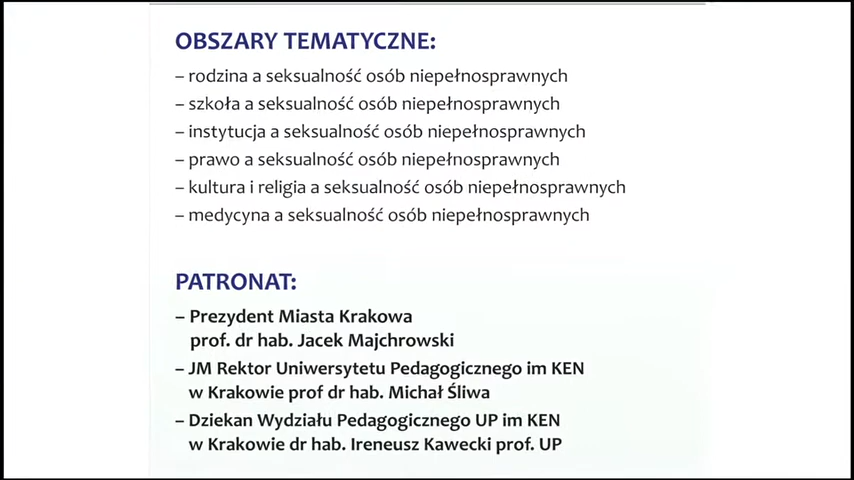 OBSZARY TEMATYCZNE:
– rodzina a seksualność osób niepełnosprawnych
– szkoła a seksualność osób niepełnosprawnych
– instytucja a seksualność osób niepełnosprawnych
– prawo a seksualność osób niepełnosprawnych
– kultura i religia a seksualność osób niepełnosprawnych
– medycyna a seksualność osób niepełnosprawnych
PATRONAT:
– Prezydent Miasta Krakowa
prof. dr hab. Jacek Majchrowski
– JM Rektor Uniwersytetu Pedagogicznego im KEN
w Krakowie prof dr hab. Michał Śliwa
– Dziekan Wydziału Pedagogicznego UP im KEN
w Krakowie dr hab. Ireneusz Kawecki prof. UP